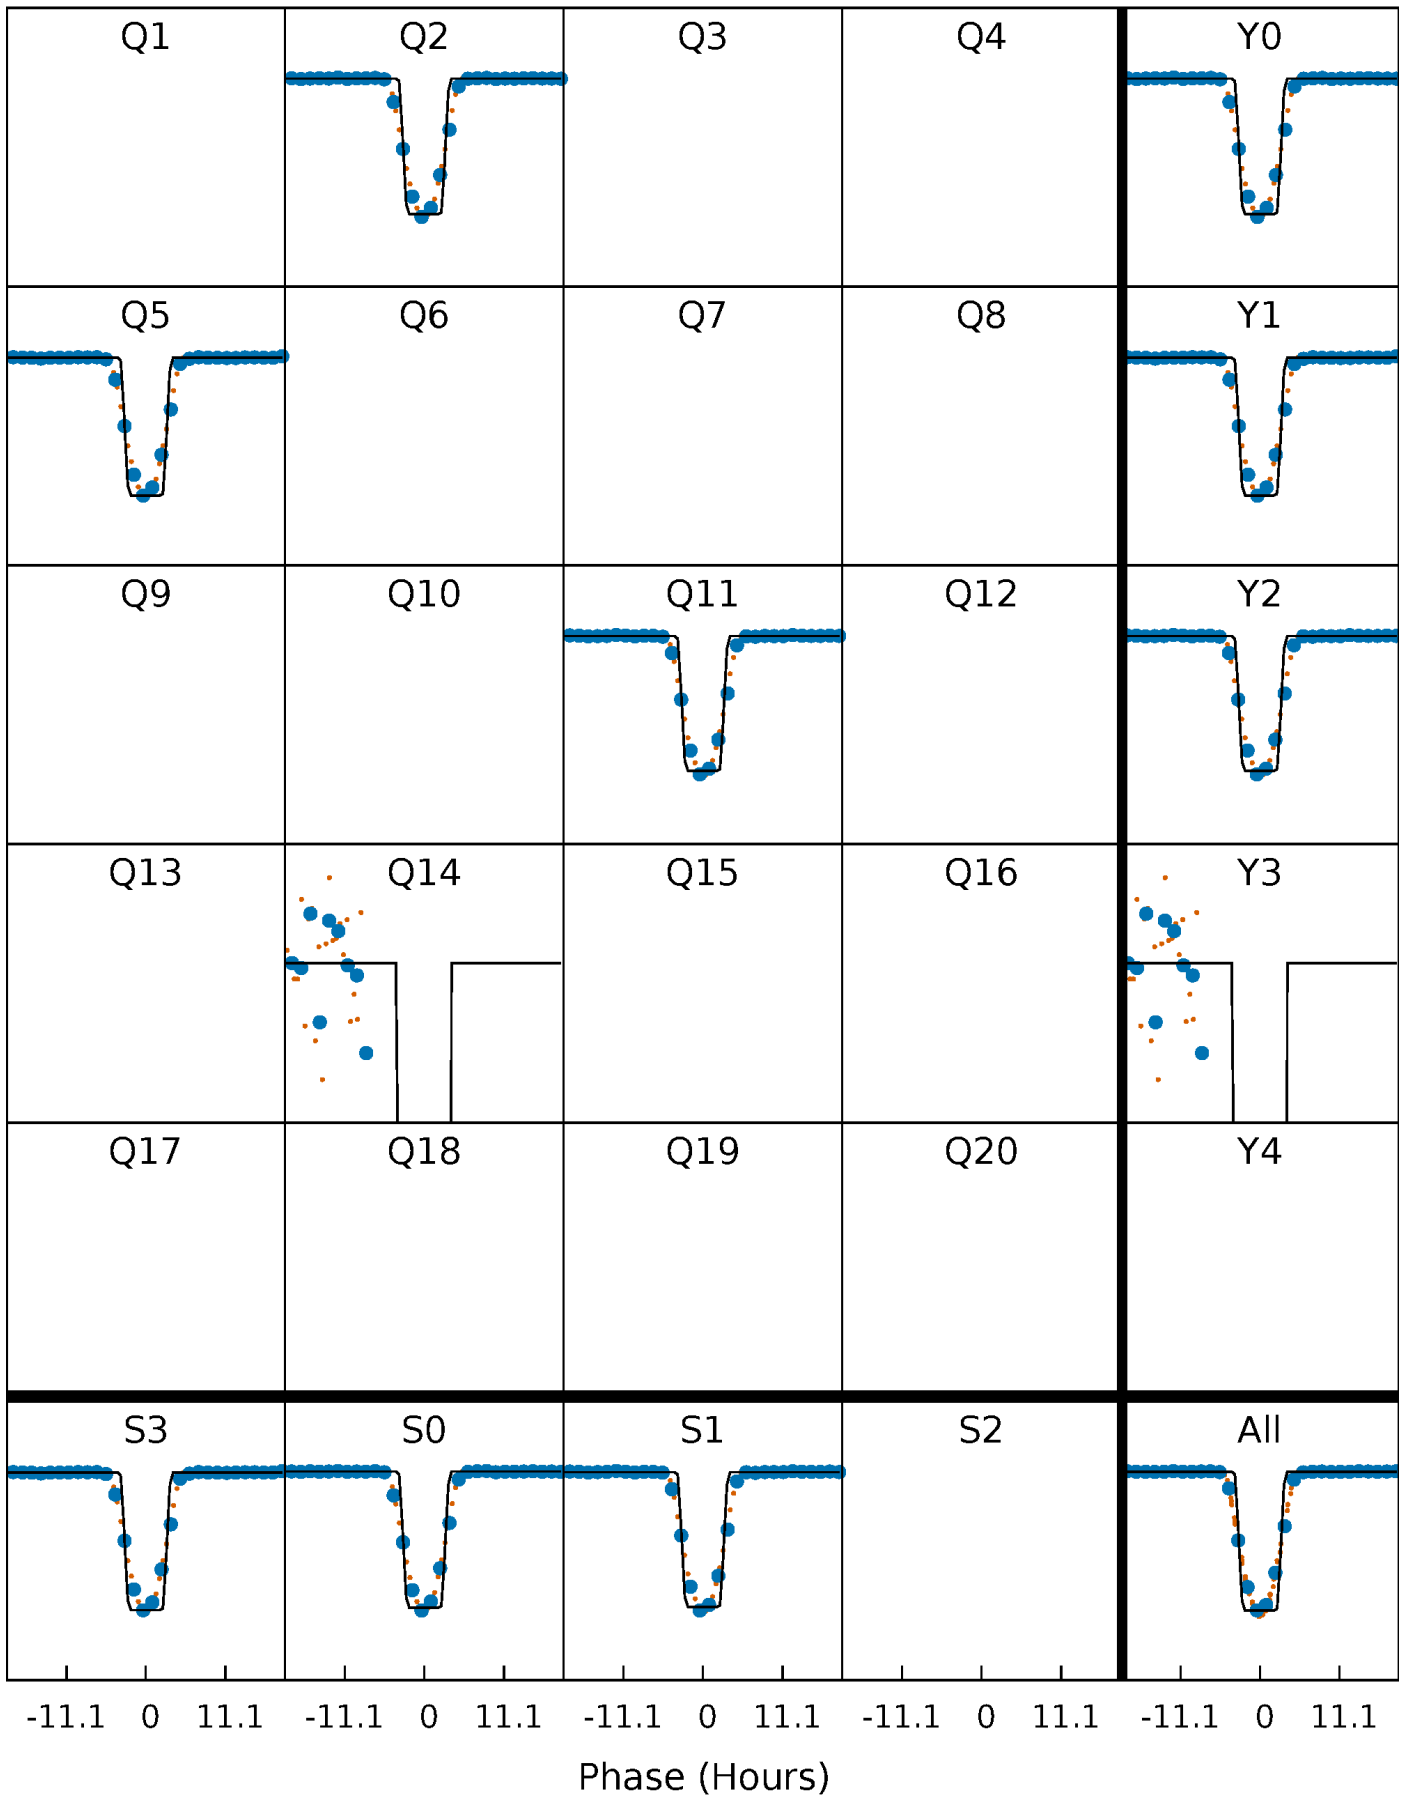 Q1 Q2 Q3 Q4 Y0
Q5 Q6 Q7 Q8 Y1
Q9 Q10 Q11 Q12 Y2
Q13 Q14 Q15 Q16 Y3
Q17 Q18 Q19 Q20 Y4
S3 S0 S1 S2 All
-11.1 0 11.1 -11.1 0 11.1 -11.1 0 11.1 -11.1 0 11.1 -11.1 0 11.1
Phase (Hours)